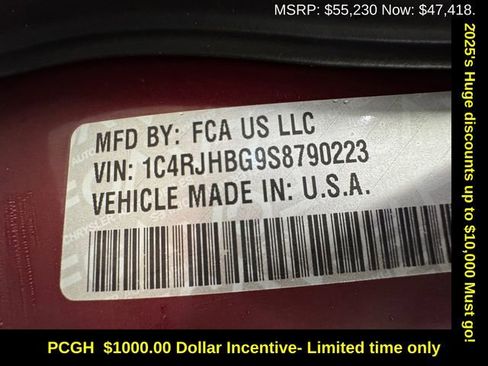 MSRP: $55,230 Now: $47,418.
MFD BY: FCA US LLC
VIN: 1C4RJHBG9S8790223
VEHICLE MADE IN: U.S.A.
2025's Huge discounts up to $10,000 Must go!
PCGH $1000.00 Dollar Incentive- Limited time only